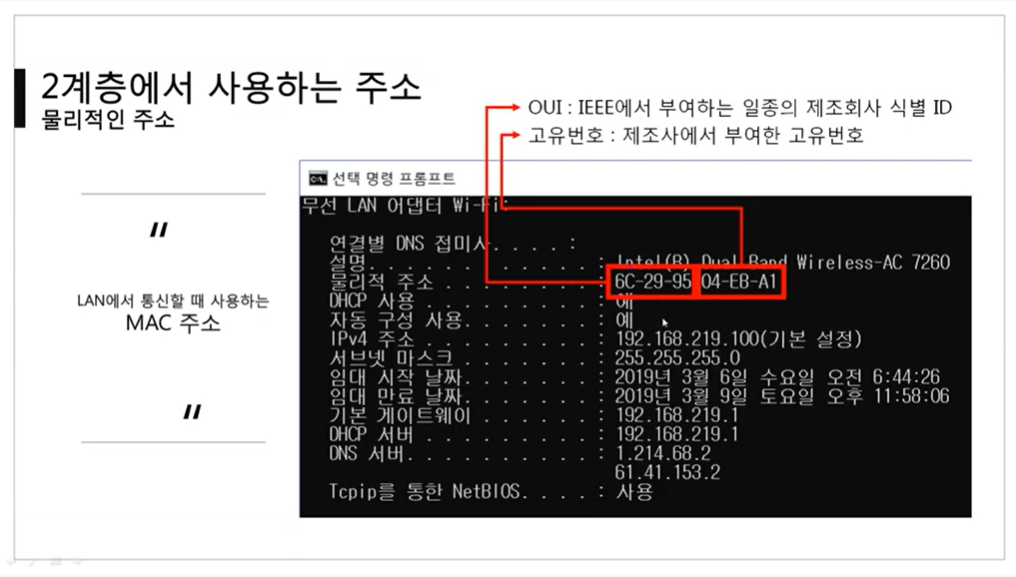 2계층에서 사용하는 주소
물리적인 주소
OUI : IEEE에서 부여하는 일종의 제조회사 식별 ID
고유번호 : 제조사에서 부여한 고유번호
〃
LAN에서 통신할 때 사용하는
MAC 주소
〃
선택 명령 프롬프트
무선 LAN 어댑터 Wi-Fi:
연결별 DNS 접미사. . . . :
설명. . . . . . . . . . . . : Intel(R) Dual Band Wireless-AC 7260
물리적 주소 . . . . . . . . : 6C-29-95-04-EB-A1
DHCP 사용 . . . . . . . . . : 예
자동 구성 사용. . . . . . . : 예
IPv4 주소 . . . . . . . . . : 192.168.219.100(기본 설정)
서브넷 마스크 . . . . . . . : 255.255.255.0
임대 시작 날짜. . . . . . . : 2019년 3월 6일 수요일 오전 6:44:26
임대 만료 날짜. . . . . . . : 2019년 3월 9일 토요일 오후 11:58:06
기본 게이트웨이 . . . . . . : 192.168.219.1
DHCP 서버 . . . . . . . . . : 192.168.219.1
DNS 서버. . . . . . . . . . : 1.214.68.2
61.41.153.2
Tcpip를 통한 NetBIOS. . . . : 사용